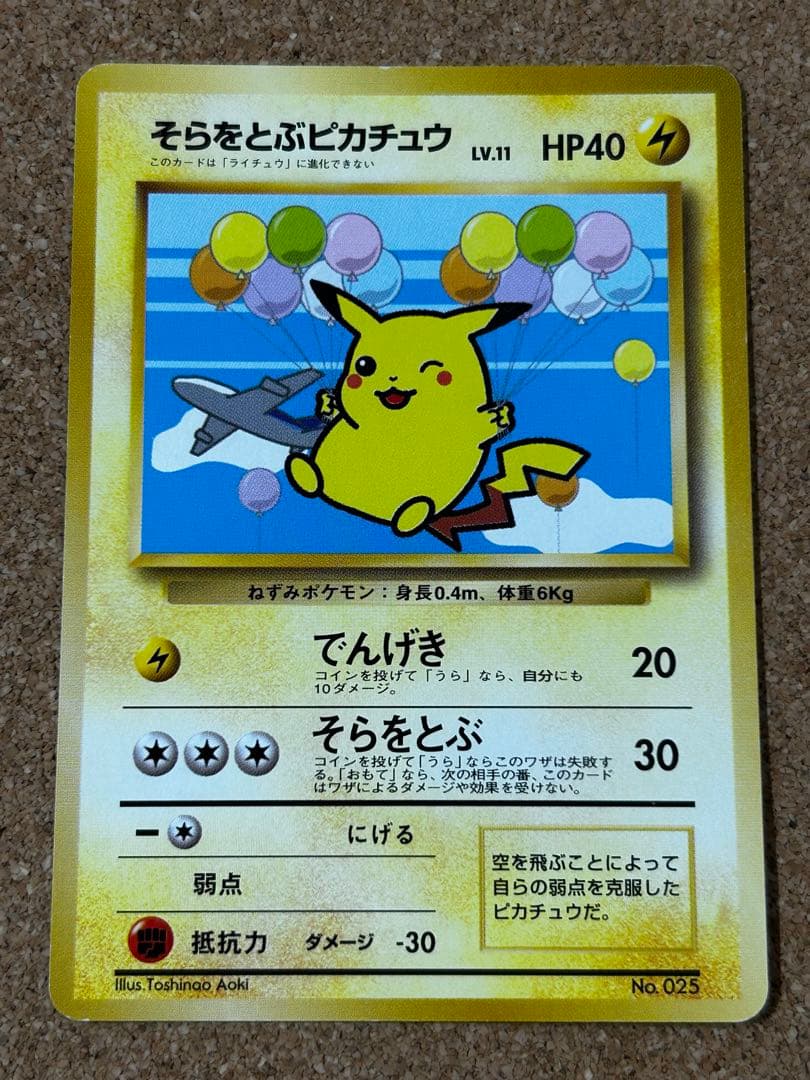 そらをとぶピカチュウ LV.11 HP40
このカードは「ライチュウ」に進化できない
ねずみポケモン：身長0.4m、体重6Kg
でんげき 20
コインを投げて「うら」なら、自分にも
10ダメージ。
そらをとぶ 30
コインを投げて「うら」ならこのワザは失敗す
る。「おもて」なら、次の相手の番、このカード
はワザによるダメージや効果を受けない。
にげる
弱点
抵抗力 ダメージ -30
空を飛ぶことによって
自らの弱点を克服した
ピカチュウだ。
Illus.Toshinao Aoki No. 025